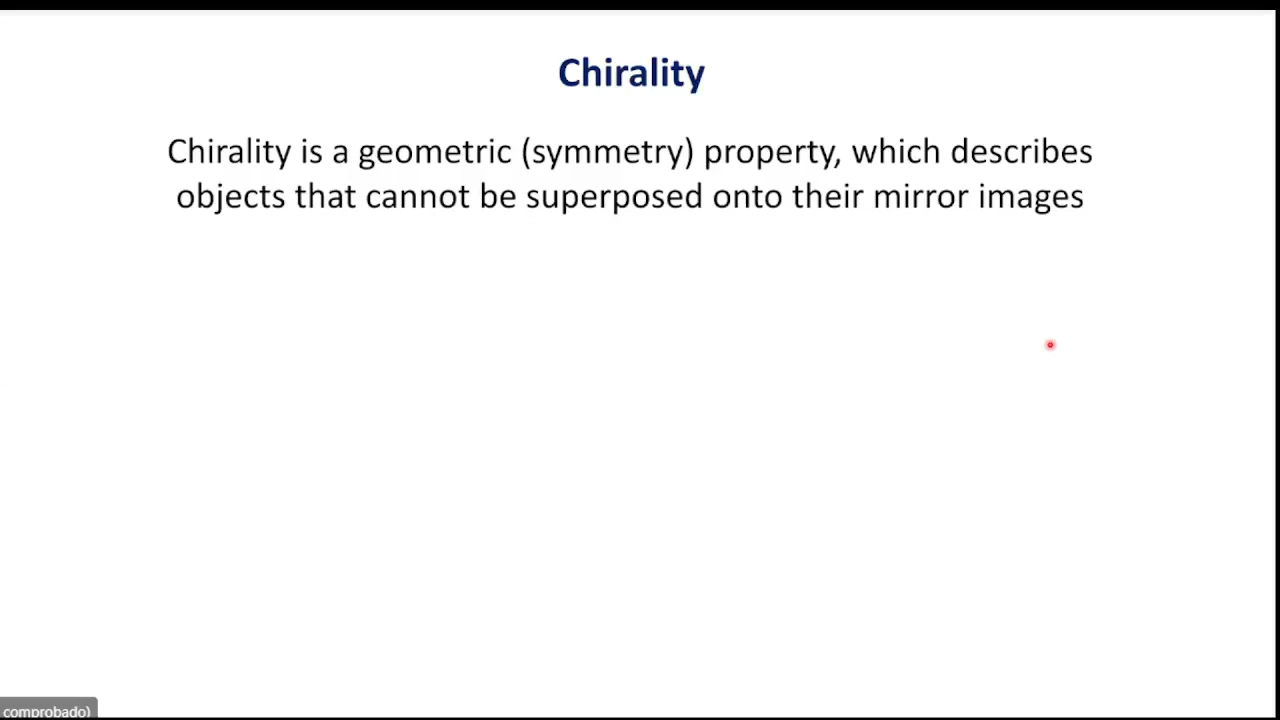 Chirality
Chirality is a geometric (symmetry) property, which describes
objects that cannot be superposed onto their mirror images
comprobado)